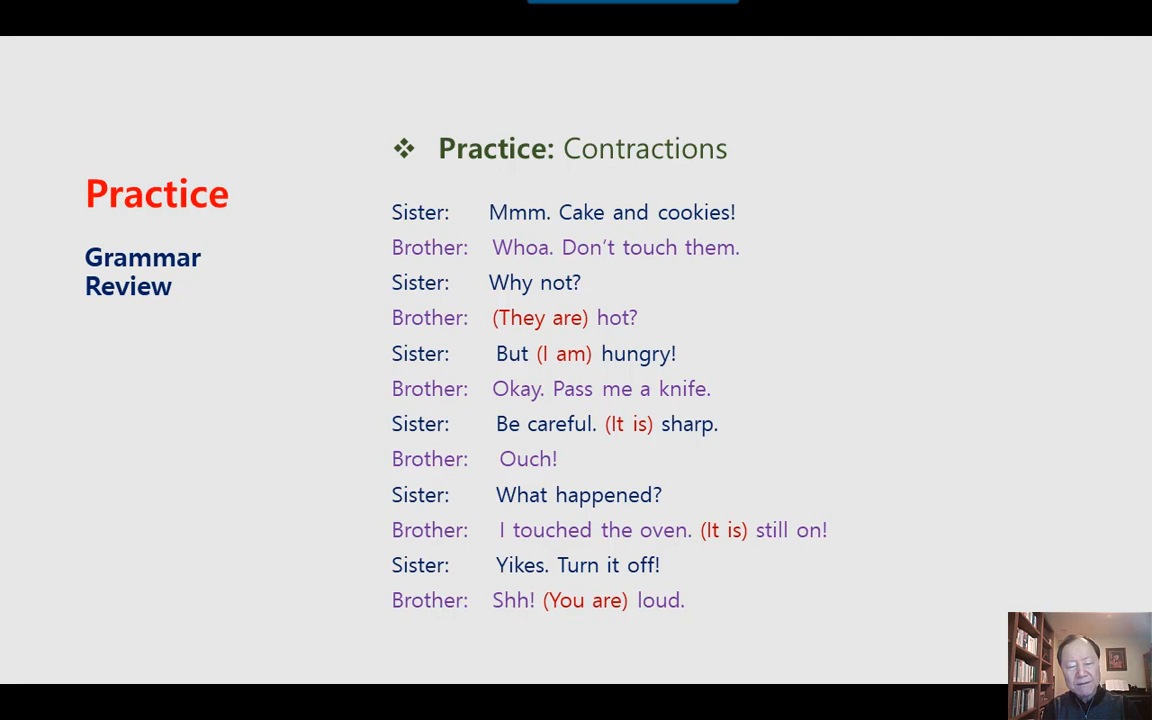 Practice
Grammar
Review
❖ Practice: Contractions
Sister: Mmm. Cake and cookies!
Brother: Whoa. Don’t touch them.
Sister: Why not?
Brother: (They are) hot?
Sister: But (I am) hungry!
Brother: Okay. Pass me a knife.
Sister: Be careful. (It is) sharp.
Brother: Ouch!
Sister: What happened?
Brother: I touched the oven. (It is) still on!
Sister: Yikes. Turn it off!
Brother: Shh! (You are) loud.